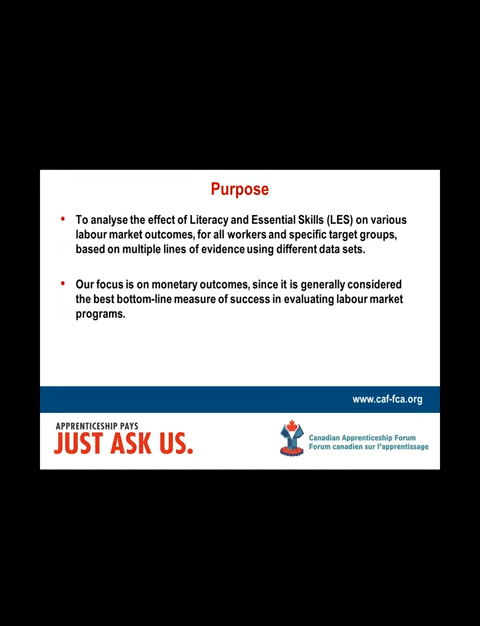 Purpose
• To analyse the effect of Literacy and Essential Skills (LES) on various
labour market outcomes, for all workers and specific target groups,
based on multiple lines of evidence using different data sets.
• Our focus is on monetary outcomes, since it is generally considered
the best bottom-line measure of success in evaluating labour market
programs.
www.caf-fca.org
APPRENTICESHIP PAYS
JUST ASK US.
Canadian Apprenticeship Forum
Forum canadien sur l'apprentissage